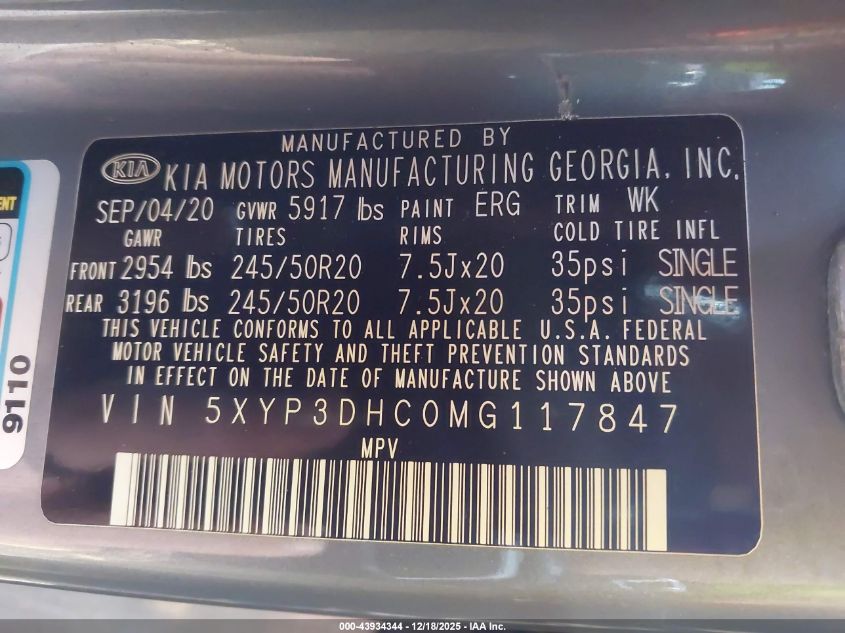 MANUFACTURED BY
KIA KIA MOTORS MANUFACTURING GEORGIA, INC.
SEP/04/20 GVWR 5917 lbs PAINT ERG TRIM WK
GAWR TIRES RIMS COLD TIRE INFL
FRONT 2954 lbs 245/50R20 7.5Jx20 35psi SINGLE
REAR 3196 lbs 245/50R20 7.5Jx20 35psi SINGLE
THIS VEHICLE CONFORMS TO ALL APPLICABLE U.S.A. FEDERAL
MOTOR VEHICLE SAFETY AND THEFT PREVENTION STANDARDS
IN EFFECT ON THE DATE OF MANUFACTURE SHOWN ABOVE
VIN 5XYP3DHC0MG117847
MPV
9110
000-43934344 - 12/18/2025 - IAA Inc.